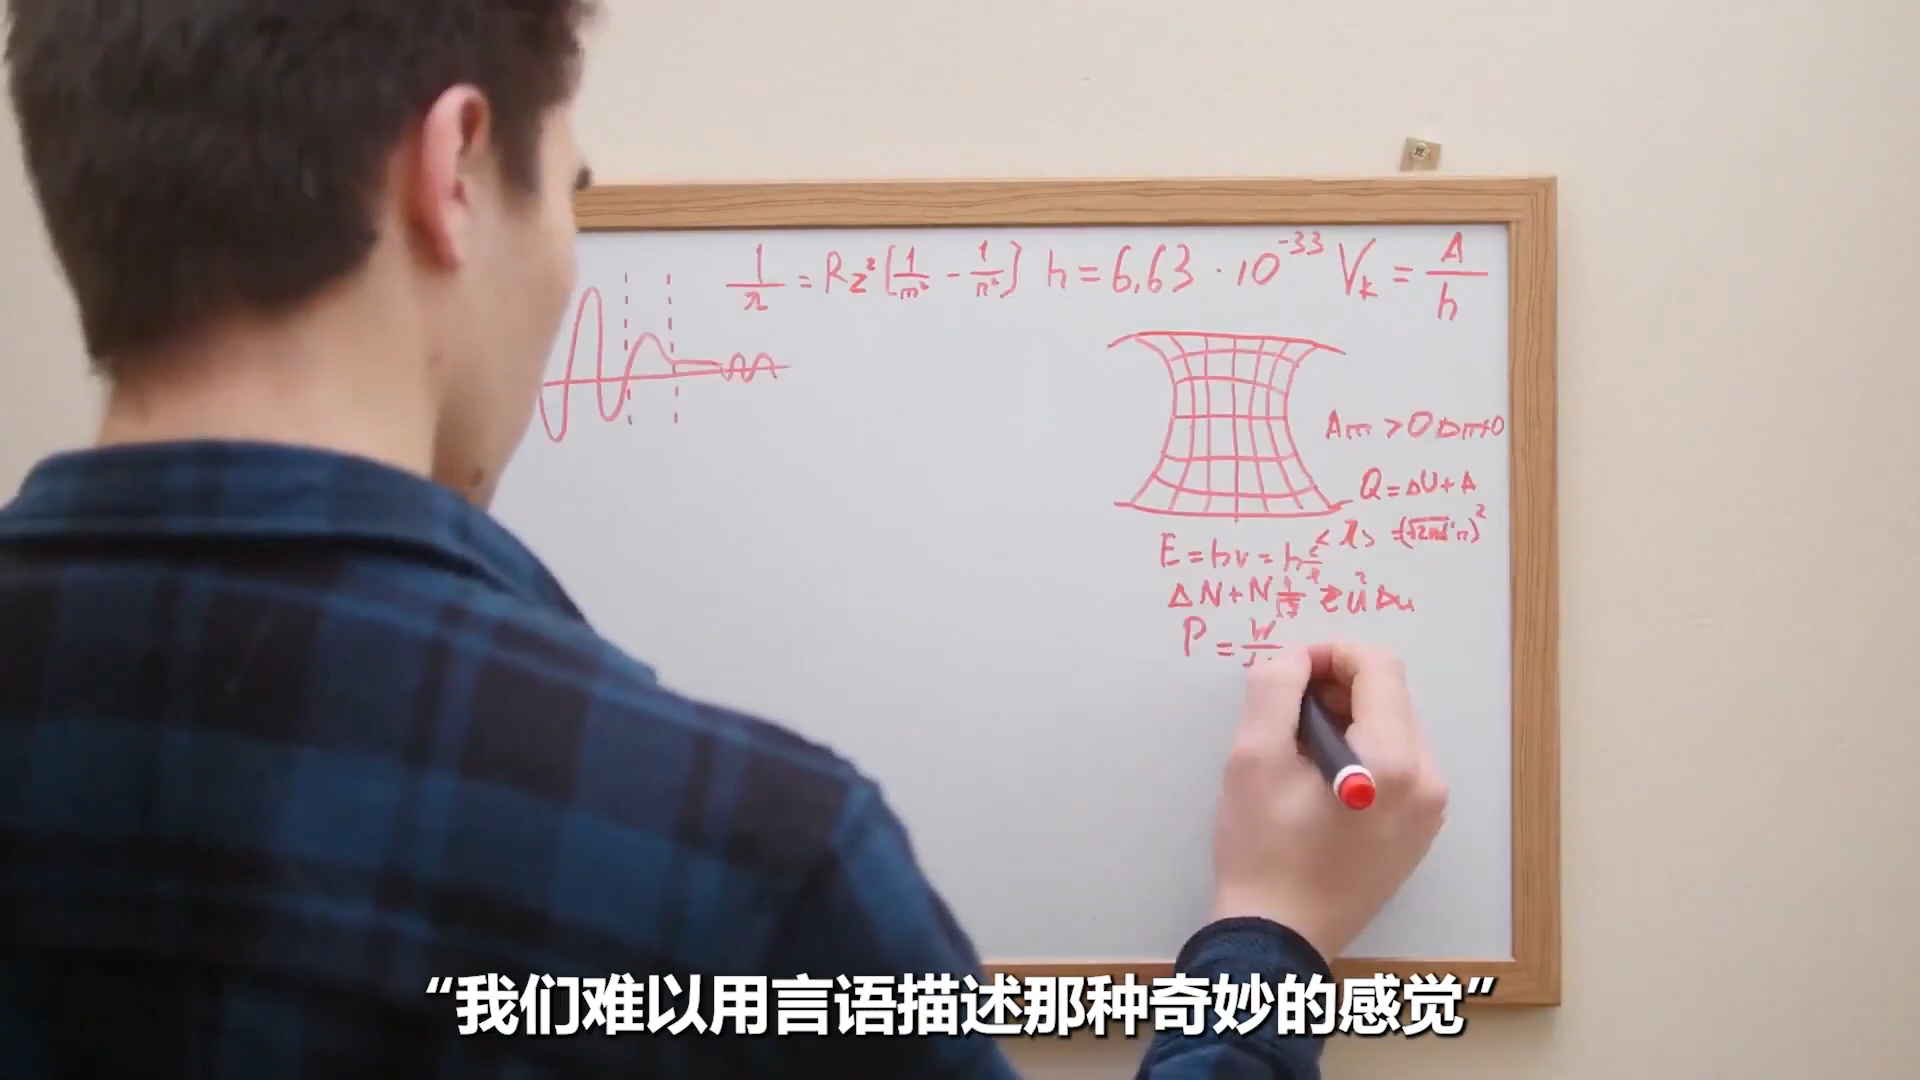 1/λ = Rz²[1/m² - 1/n²] h = 6,63 · 10⁻³³ Vₖ = A/h
Q = ΔU + A
E = hν = h c/λ
P = W
“我们难以用言语描述那种奇妙的感觉”